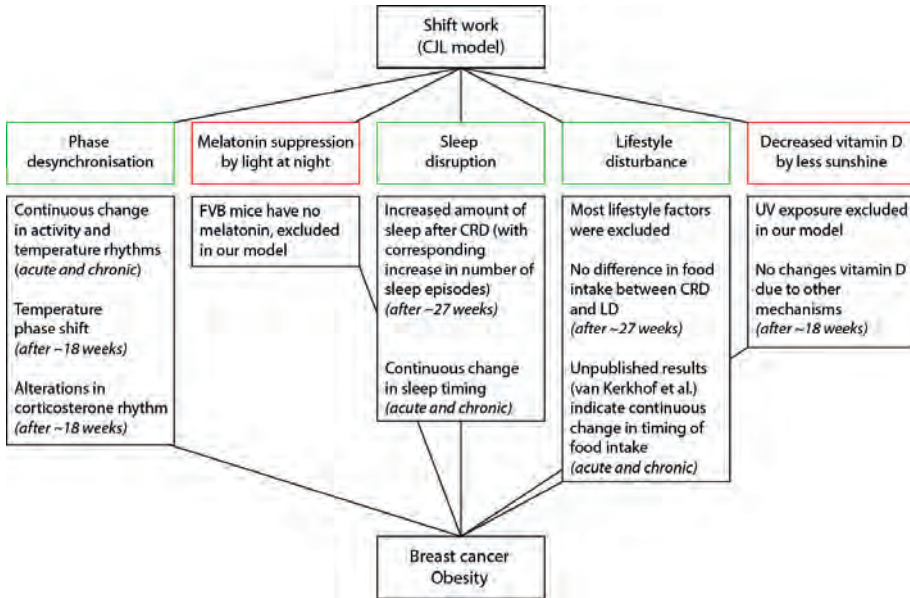 Shift work
(CJL model)
Phase
desynchronisation
Melatonin suppression
by light at night
Sleep
disruption
Lifestyle
disturbance
Decreased vitamin D
by less sunshine
Continuous change
in activity and
temperature rhythms
(acute and chronic)
Temperature
phase shift
(after ~18 weeks)
Alterations in
corticosterone rhythm
(after ~18 weeks)
FVB mice have no
melatonin, excluded
in our model
Increased amount of
sleep after CRD (with
corresponding
increase in number of
sleep episodes)
(after ~27 weeks)
Continuous change
in sleep timing
(acute and chronic)
Most lifestyle factors
were excluded
No difference in food
intake between CRD
and LD
(after ~27 weeks)
Unpublished results
(van Kerkhof et al.)
indicate continuous
change in timing of
food intake
(acute and chronic)
UV exposure excluded
in our model
No changes vitamin D
due to other
mechanisms
(after ~18 weeks)
Breast cancer
Obesity